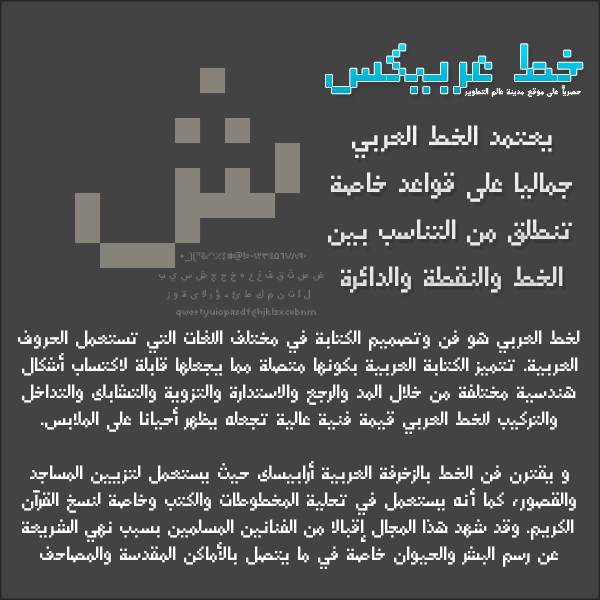 خط عربيكس
حصرياً على موقع مدينة عالم التطوير
يعتمد الخط العربي
جماليا على قواعد خاصة
تنطلق من التناسب بين
الخط والنقطة والدائرة
ش
ض ص ث ق ف غ ع ه خ ح ج ش س ي ب
qwertyuiopasdfghjklzxcvbnm
لخط العربي هو فن وتصميم الكتابة في مختلف اللغات التي تستعمل الحروف
العربية. تتميز الكتابة العربية بكونها متصلة مما يجعلها قابلة لاكتساب أشكال
هندسية مختلفة من خلال المد والرجع والاستدارة والتزوية والتشابك والتداخل
والتركيب لاخط العربي قيمة فنية عالية تجعله يظهر أحيانا على الملابس.
و يقترن فن الخط بالزخرفة العربية أرابيسك حيث يستعمل لتزيين المساجد
والقصور، كما أنه يستعمل في تحلية المخطوطات والكتب وخاصة لنسخ القرآن
الكريم. وقد شهد هذا المجال إقبالا من الفنانين المسلمين بسبب نهي الشريعة
عن رسم البشر والحيوان خاصة في ما يتصل بالأماكن المقدسة والمصاحف